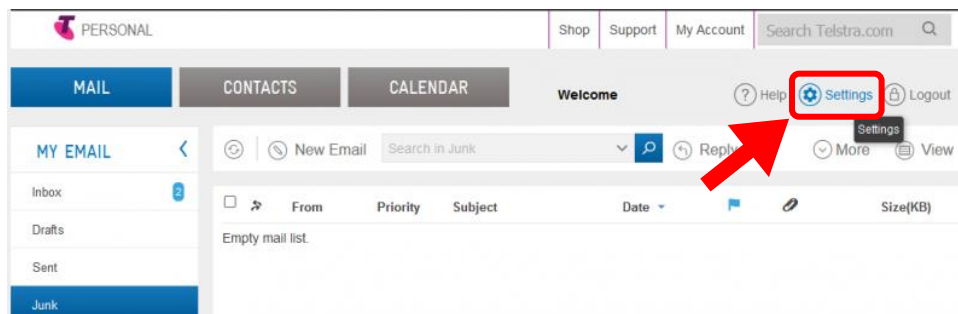 PERSONAL
Shop Support My Account Search Telstra.com
MAIL CONTACTS CALENDAR Welcome ? Help Settings Logout
Settings
MY EMAIL New Email Search in Junk Reply More View
Inbox 2
From Priority Subject Date Size(KB)
Drafts
Empty mail list.
Sent
Junk